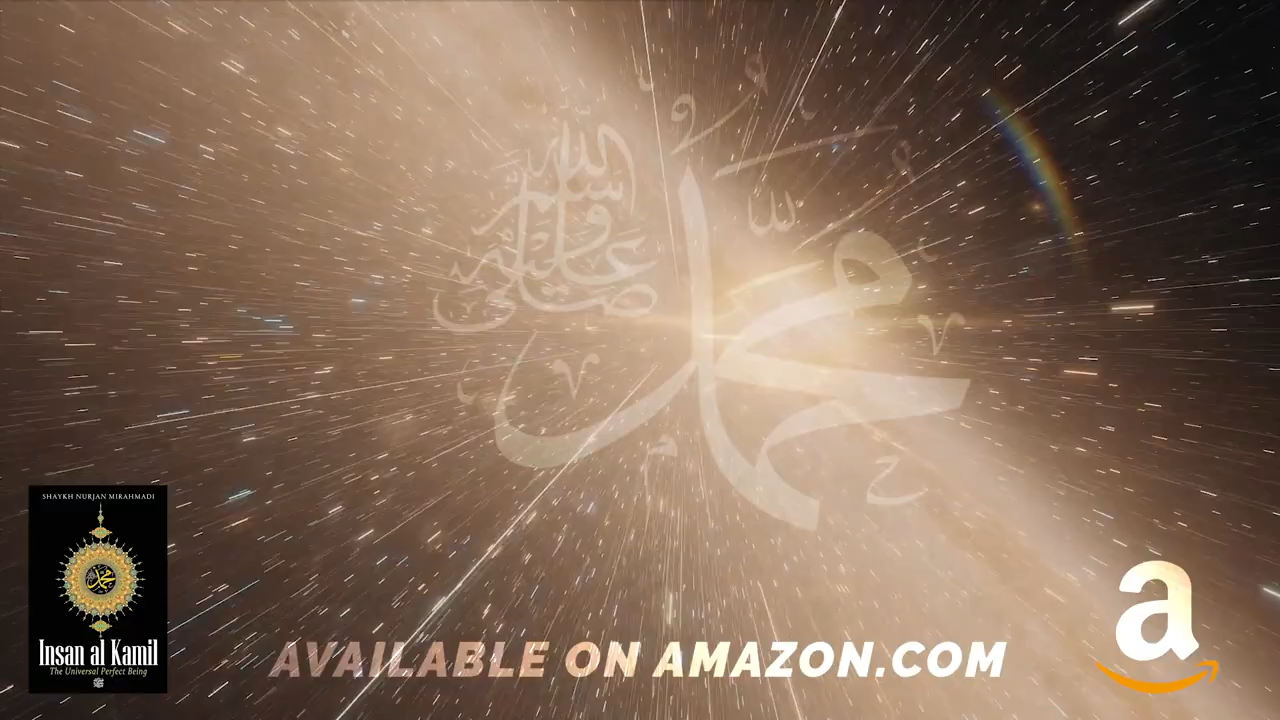 محمد
صلى الله عليه وسلم
SHAYKH NURJAN MIRAHMADI
Insan al Kamil
The Universal Perfect Being
AVAILABLE ON AMAZON.COM
a